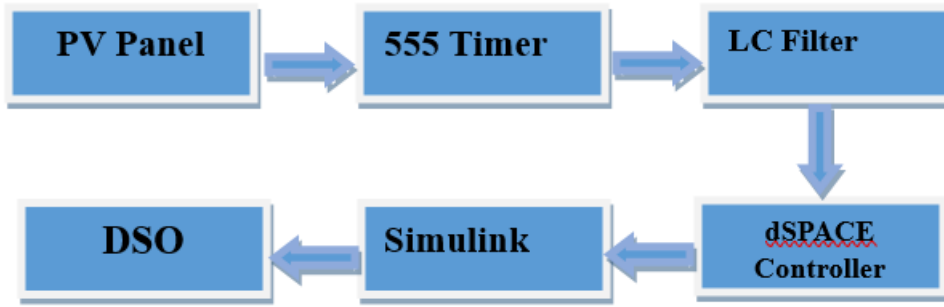 PV Panel
555 Timer
LC Filter
dSPACE
Controller
Simulink
DSO